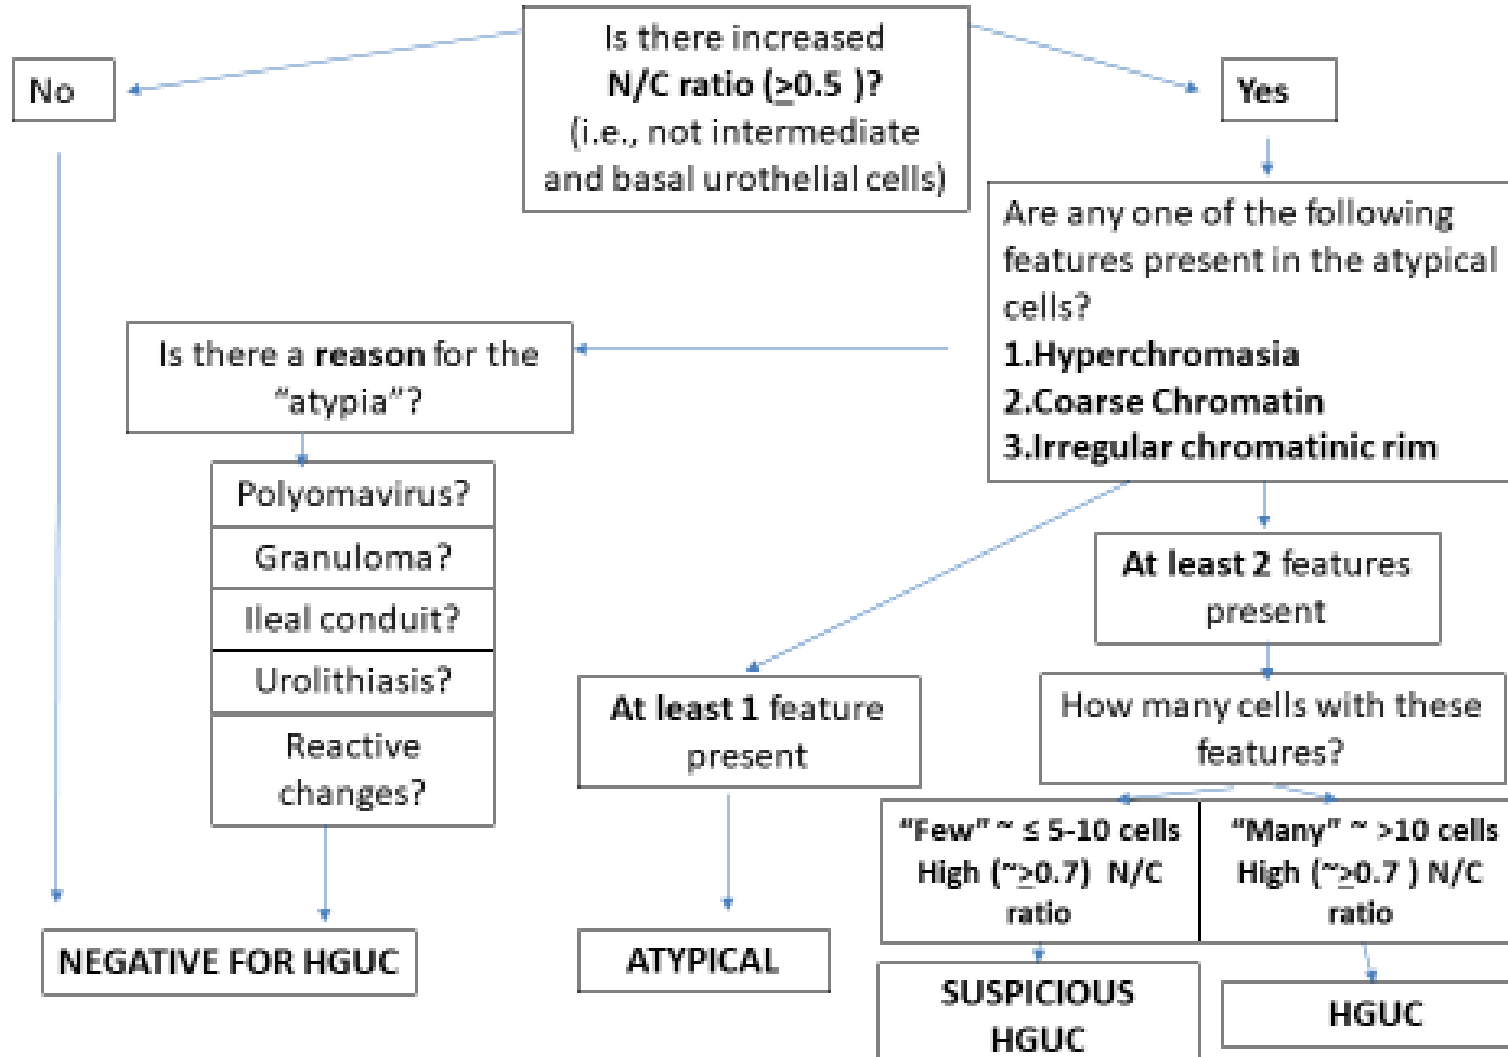 Is there increased
N/C ratio (≥0.5 )?
(i.e., not intermediate
and basal urothelial cells)
No
Yes
Are any one of the following
features present in the atypical
cells?
1.Hyperchromasia
2.Coarse Chromatin
3.Irregular chromatinic rim
Is there a reason for the
“atypia”?
Polyomavirus?
Granuloma?
Ileal conduit?
Urolithiasis?
Reactive
changes?
At least 2 features
present
At least 1 feature
present
How many cells with these
features?
“Few” ~ ≤ 5-10 cells
High (~≥0.7) N/C
ratio
“Many” ~ >10 cells
High (~≥0.7 ) N/C
ratio
NEGATIVE FOR HGUC
ATYPICAL
SUSPICIOUS
HGUC
HGUC